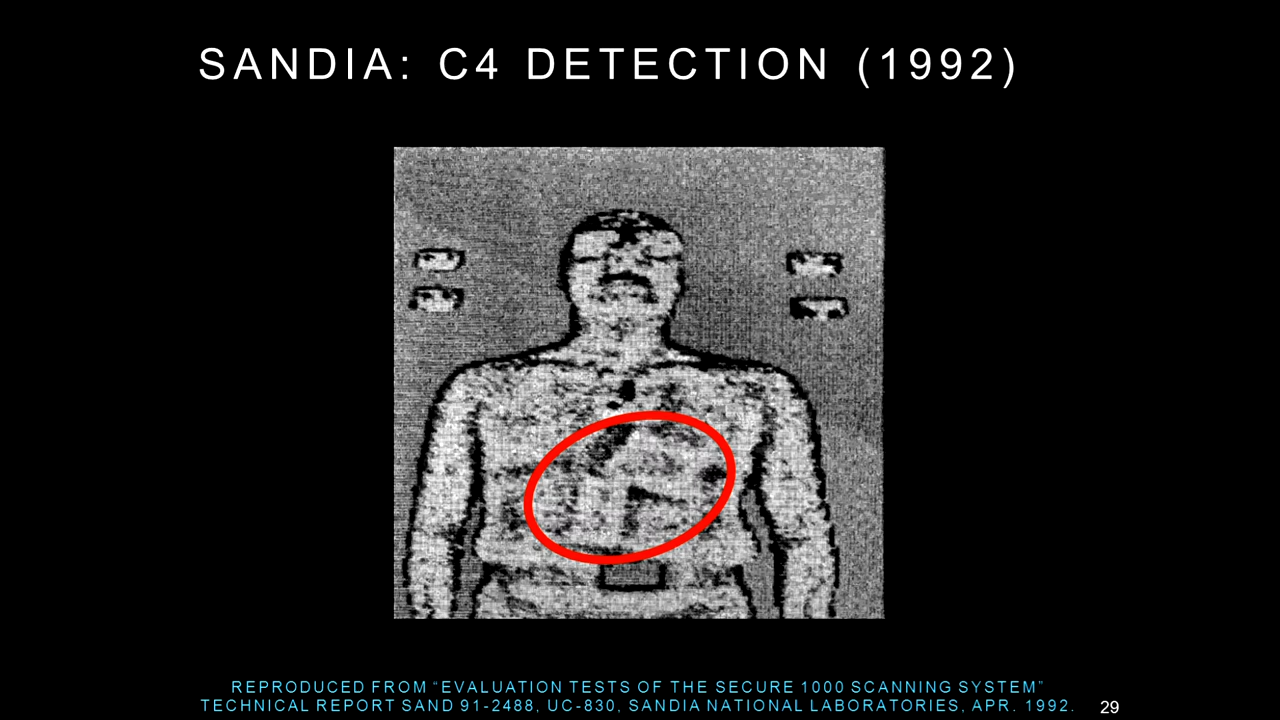 SANDIA: C4 DETECTION (1992)
REPRODUCED FROM “EVALUATION TESTS OF THE SECURE 1000 SCANNING SYSTEM”
TECHNICAL REPORT SAND 91-2488, UC-830, SANDIA NATIONAL LABORATORIES, APR. 1992.
29